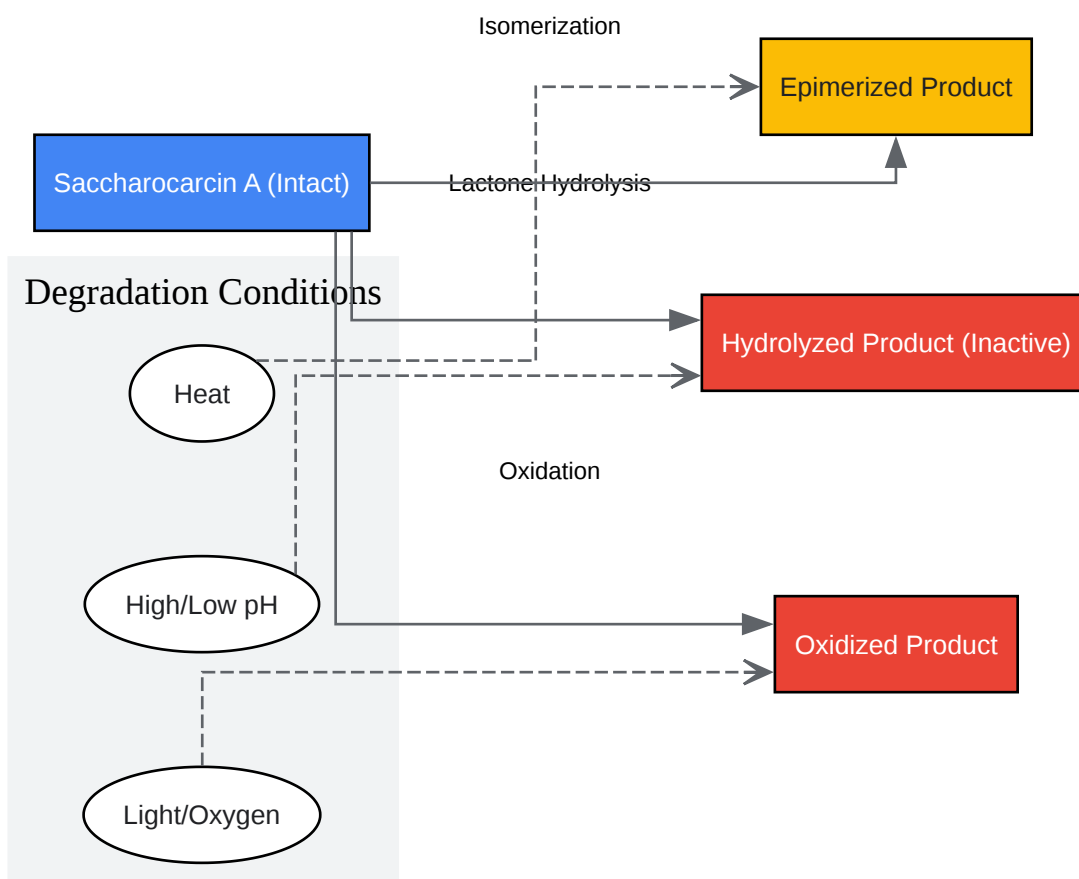 Isomerization
Epimerized Product
Saccharocarcin A (Intact)
Lactone Hydrolysis
Degradation Conditions
Hydrolyzed Product (Inactive)
Heat
Oxidation
High/Low pH
Oxidized Product
Light/Oxygen